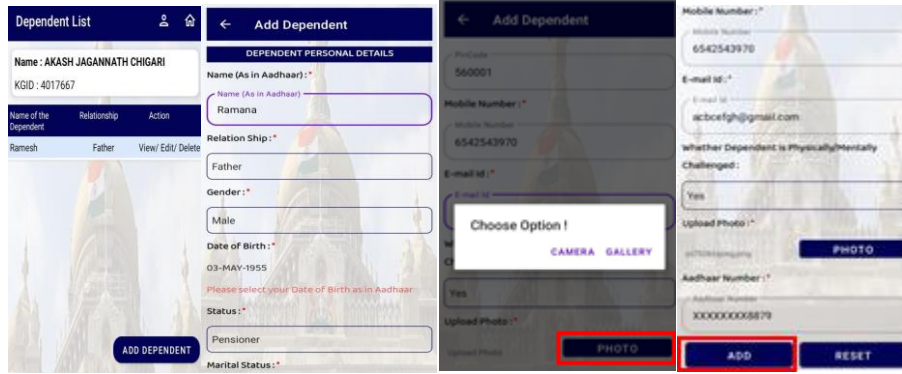 Dependent List
Name : AKASH JAGANNATH CHIGARI
KGID : 4017667
Name of the Dependent
Relationship
Action
Ramesh
Father
View/ Edit/ Delete
ADD DEPENDENT
← Add Dependent
DEPENDENT PERSONAL DETAILS
Name (As in Aadhaar) : *
Name (As in Aadhaar)
Ramana
Relation Ship : *
Father
Gender : *
Male
Date of Birth : *
03-MAY-1955
Please select your Date of Birth as in Aadhaar
Status : *
Pensioner
Marital Status : *
← Add Dependent
PinCode
560001
Mobile Number : *
Mobile Number
6542543970
E-mail Id : *
E-mail Id
Choose Option !
CAMERA GALLERY
Yes
Upload Photo : *
Upload Photo
PHOTO
Mobile Number : *
Mobile Number
6542543970
E-mail Id : *
E-mail Id
acbcefgh@gmail.com
Whether Dependent is Physically/Mentally
Challenged :
Yes
Upload Photo : *
PHOTO
Aadhaar Number : *
Aadhaar Number
XXXXXXXX8879
ADD
RESET